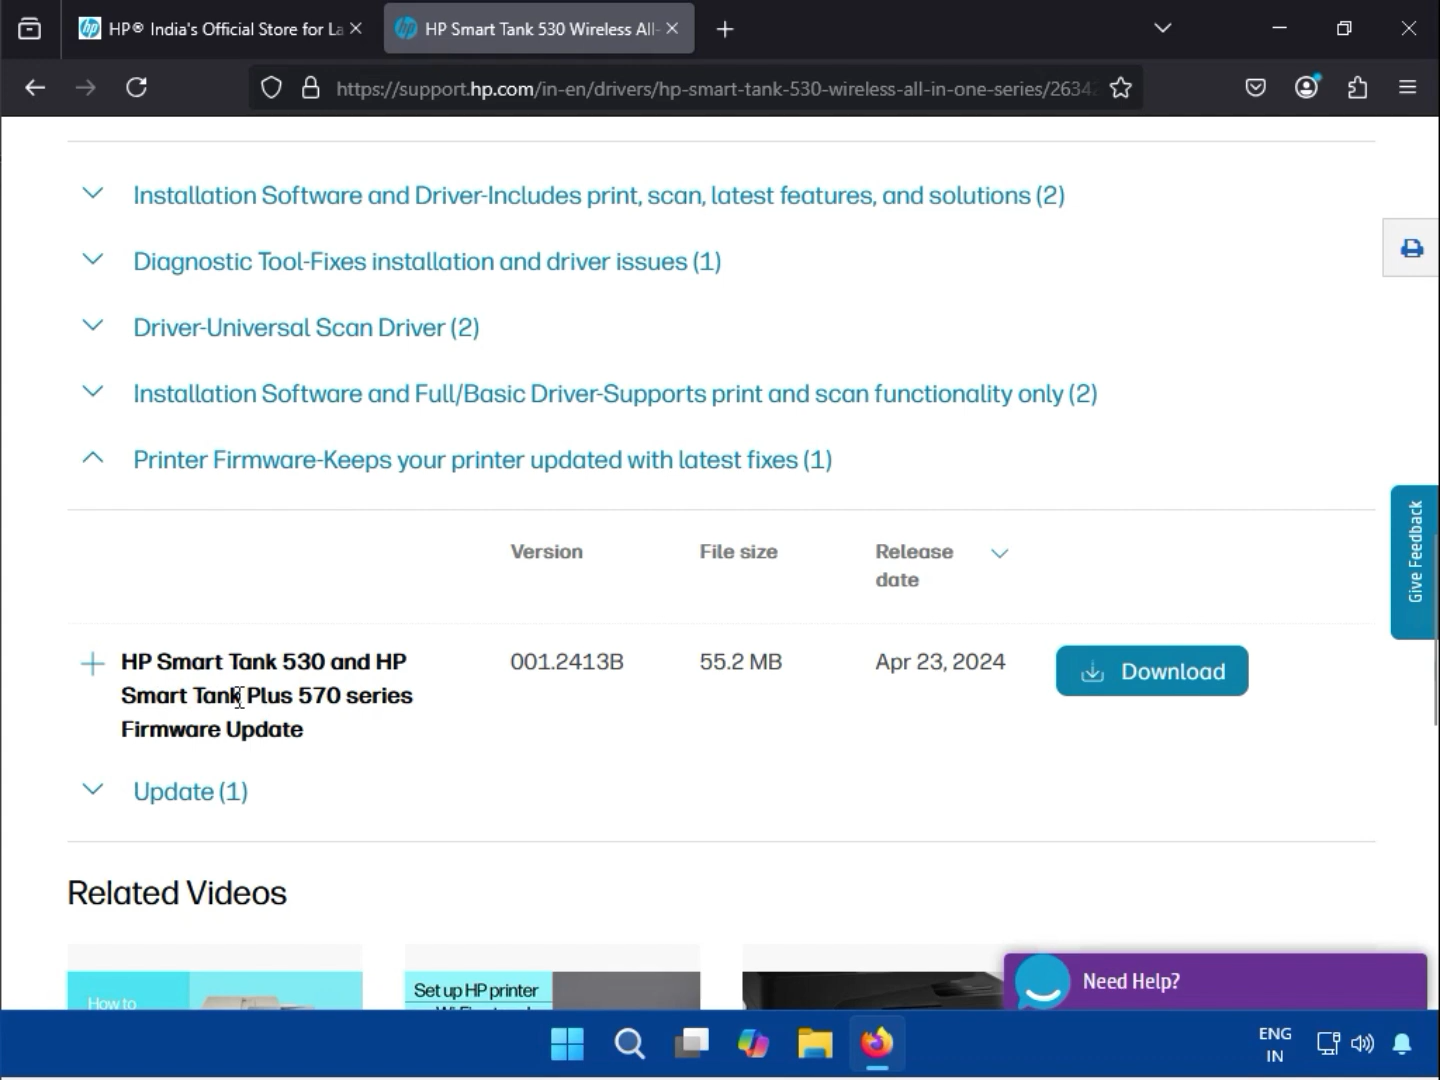 HP® India's Official Store for La
HP Smart Tank 530 Wireless All-
https://support.hp.com/in-en/drivers/hp-smart-tank-530-wireless-all-in-one-series/2634
Installation Software and Driver-Includes print, scan, latest features, and solutions (2)
Diagnostic Tool-Fixes installation and driver issues (1)
Driver-Universal Scan Driver (2)
Installation Software and Full/Basic Driver-Supports print and scan functionality only (2)
Printer Firmware-Keeps your printer updated with latest fixes (1)
Give Feedback
Version File size Release
date
HP Smart Tank 530 and HP 001.2413B 55.2 MB Apr 23, 2024 Download
Smart Tank Plus 570 series
Firmware Update
Update (1)
Related Videos
How to
Set up HP printer
Need Help?
ENG
IN